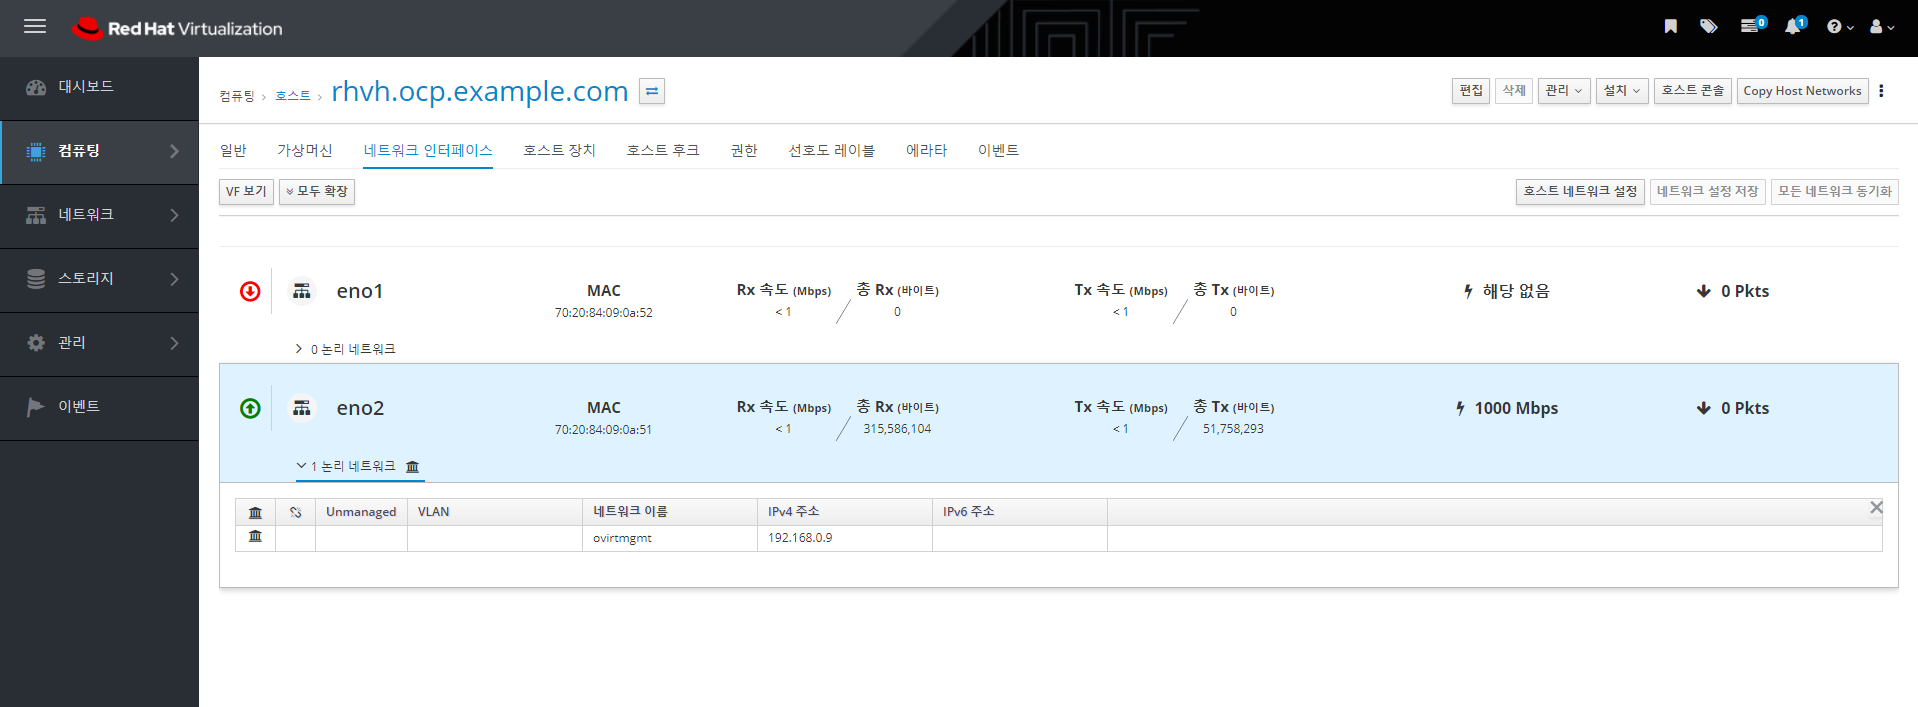 Red Hat Virtualization
0
1
대시보드
컴퓨팅
네트워크
스토리지
관리
이벤트
컴퓨팅 › 호스트 › rhvh.ocp.example.com
편집 삭제 관리 설치 호스트 콘솔 Copy Host Networks
일반 가상머신 네트워크 인터페이스 호스트 장치 호스트 후크 권한 선호도 레이블 에라타 이벤트
VF 보기 모두 확장 호스트 네트워크 설정 네트워크 설정 저장 모든 네트워크 동기화
eno1 MAC Rx 속도 (Mbps) 총 Rx (바이트) Tx 속도 (Mbps) 총 Tx (바이트) 해당 없음 0 Pkts
70:20:84:09:0a:52 < 1 0 < 1 0
0 논리 네트워크
eno2 MAC Rx 속도 (Mbps) 총 Rx (바이트) Tx 속도 (Mbps) 총 Tx (바이트) 1000 Mbps 0 Pkts
70:20:84:09:0a:51 < 1 315,586,104 < 1 51,758,293
1 논리 네트워크
Unmanaged VLAN 네트워크 이름 IPv4 주소 IPv6 주소
ovirtmgmt 192.168.0.9